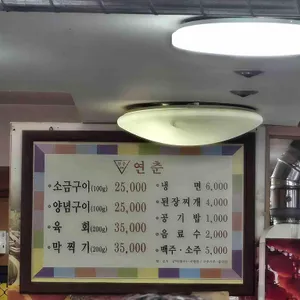 연춘
소금구이(100g) 25,000
양념구이(100g) 25,000
육 회(200g) 35,000
막 찍 기(200g) 35,000
냉 면 6,000
된장찌개 4,000
공 기 밥 1,000
음 료 수 2,000
맥주·소주 5,000